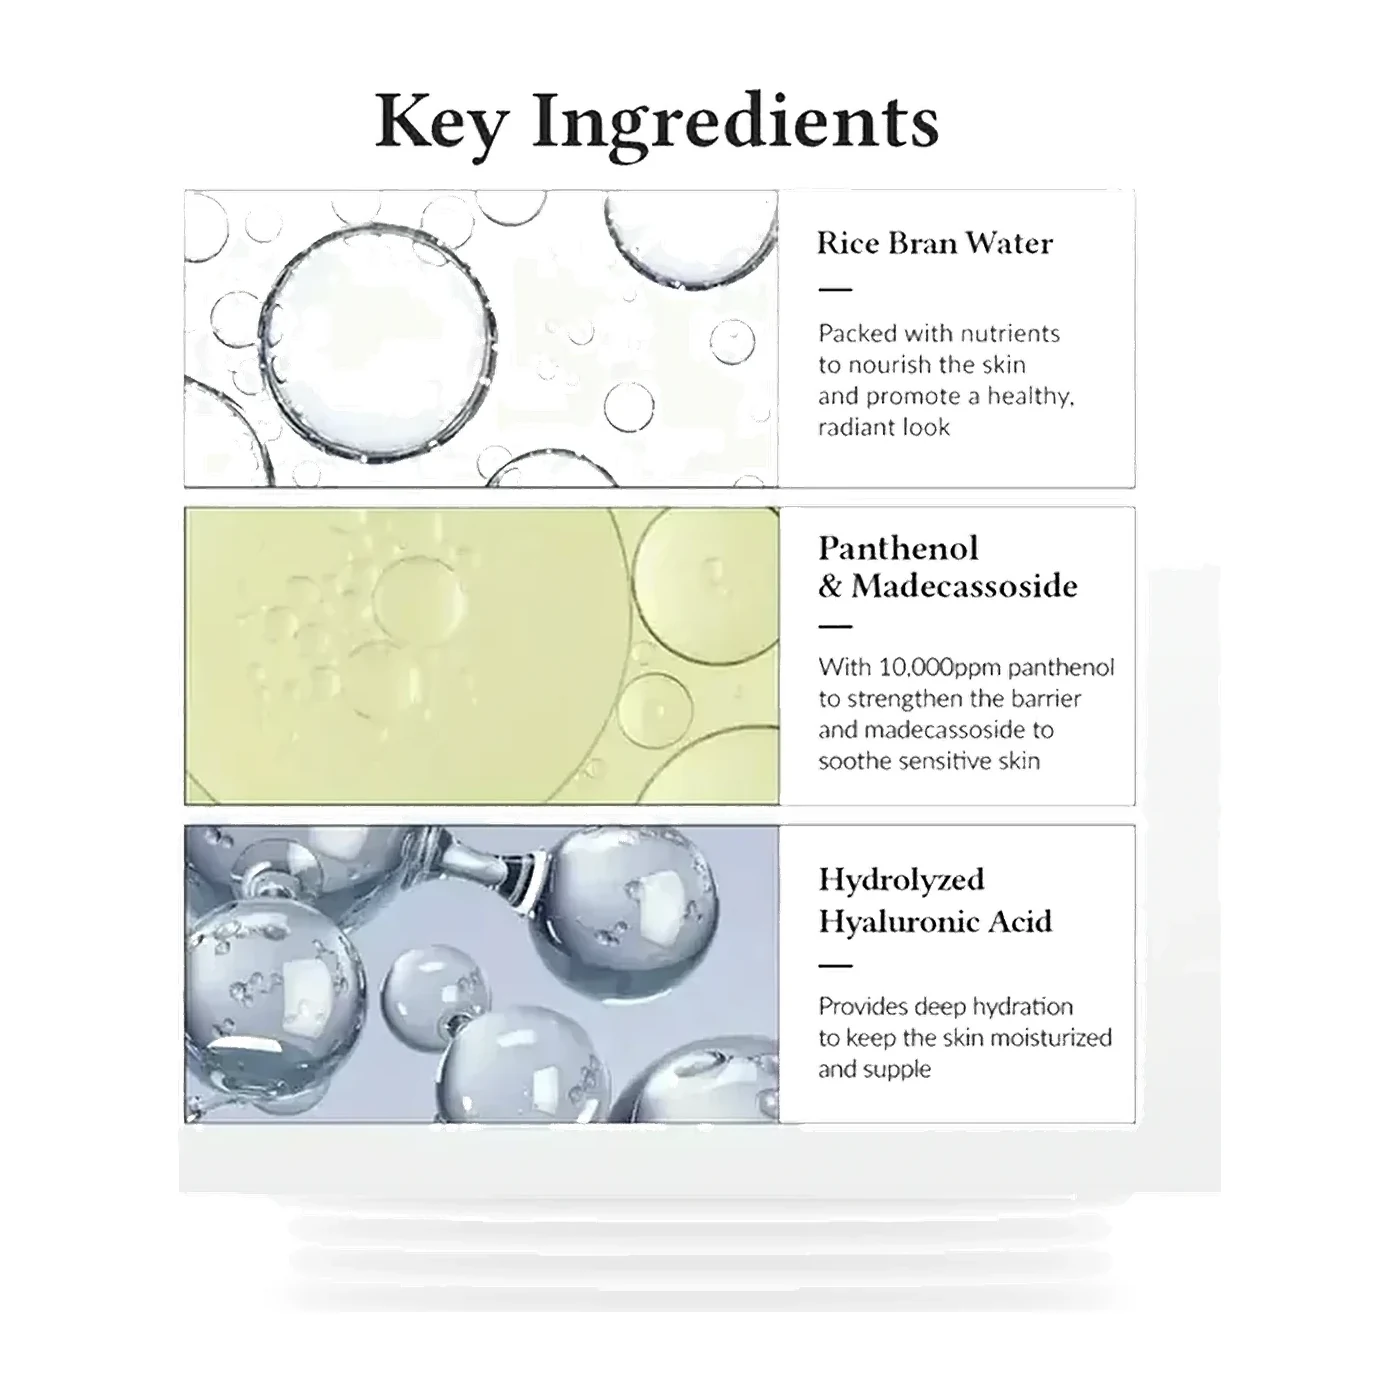 Key Ingredients
Rice Bran Water
Packed with nutrients
to nourish the skin
and promote a healthy,
radiant look
Panthenol
& Madecassoside
With 10,000ppm panthenol
to strengthen the barrier
and madecassoside to
soothe sensitive skin
Hydrolyzed
Hyaluronic Acid
Provides deep hydration
to keep the skin moisturized
and supple